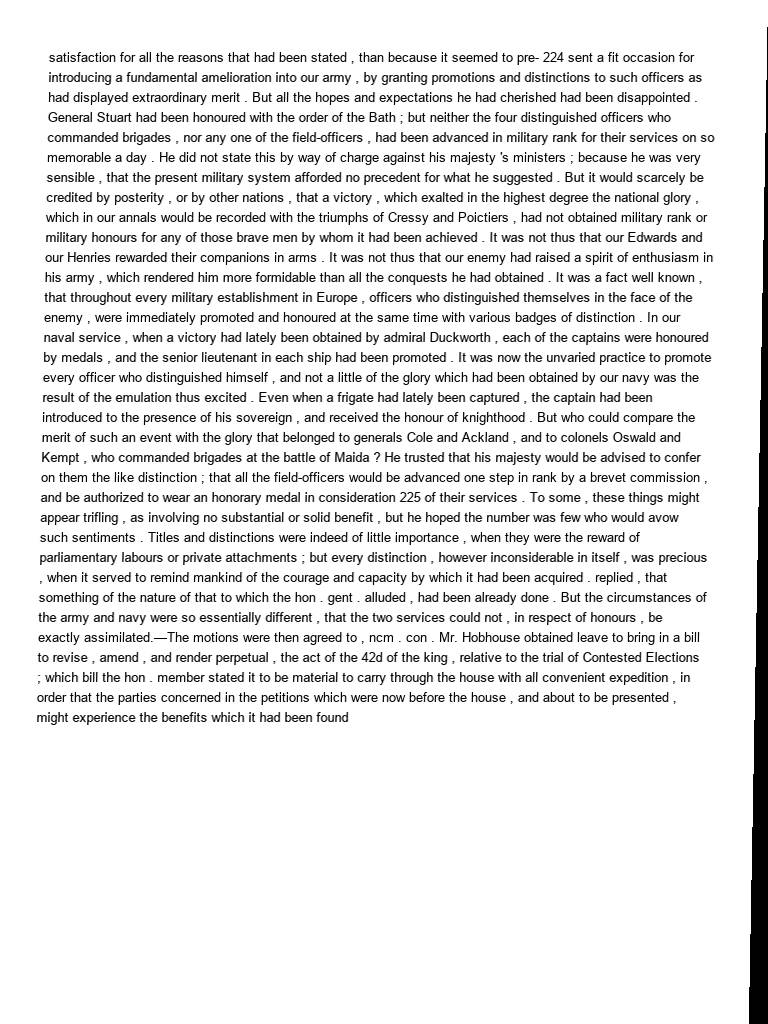 satisfaction for all the reasons that had been stated , than because it seemed to pre- 224 sent a fit occasion for
introducing a fundamental amelioration into our army , by granting promotions and distinctions to such officers as
had displayed extraordinary merit . But all the hopes and expectations he had cherished had been disappointed .
General Stuart had been honoured with the order of the Bath ; but neither the four distinguished officers who
commanded brigades , nor any one of the field-officers , had been advanced in military rank for their services on so
memorable a day . He did not state this by way of charge against his majesty 's ministers ; because he was very
sensible , that the present military system afforded no precedent for what he suggested . But it would scarcely be
credited by posterity , or by other nations , that a victory , which exalted in the highest degree the national glory ,
which in our annals would be recorded with the triumphs of Cressy and Poictiers , had not obtained military rank or
military honours for any of those brave men by whom it had been achieved . It was not thus that our Edwards and
our Henries rewarded their companions in arms . It was not thus that our enemy had raised a spirit of enthusiasm in
his army , which rendered him more formidable than all the conquests he had obtained . It was a fact well known ,
that throughout every military establishment in Europe , officers who distinguished themselves in the face of the
enemy , were immediately promoted and honoured at the same time with various badges of distinction . In our
naval service , when a victory had lately been obtained by admiral Duckworth , each of the captains were honoured
by medals , and the senior lieutenant in each ship had been promoted . It was now the unvaried practice to promote
every officer who distinguished himself , and not a little of the glory which had been obtained by our navy was the
result of the emulation thus excited . Even when a frigate had lately been captured , the captain had been
introduced to the presence of his sovereign , and received the honour of knighthood . But who could compare the
merit of such an event with the glory that belonged to generals Cole and Ackland , and to colonels Oswald and
Kempt , who commanded brigades at the battle of Maida ? He trusted that his majesty would be advised to confer
on them the like distinction ; that all the field-officers would be advanced one step in rank by a brevet commission ,
and be authorized to wear an honorary medal in consideration 225 of their services . To some , these things might
appear trifling , as involving no substantial or solid benefit , but he hoped the number was few who would avow
such sentiments . Titles and distinctions were indeed of little importance , when they were the reward of
parliamentary labours or private attachments ; but every distinction , however inconsiderable in itself , was precious
, when it served to remind mankind of the courage and capacity by which it had been acquired . replied , that
something of the nature of that to which the hon . gent . alluded , had been already done . But the circumstances of
the army and navy were so essentially different , that the two services could not , in respect of honours , be
exactly assimilated.—The motions were then agreed to , ncm . con . Mr. Hobhouse obtained leave to bring in a bill
to revise , amend , and render perpetual , the act of the 42d of the king , relative to the trial of Contested Elections
; which bill the hon . member stated it to be material to carry through the house with all convenient expedition , in
order that the parties concerned in the petitions which were now before the house , and about to be presented ,
might experience the benefits which it had been found